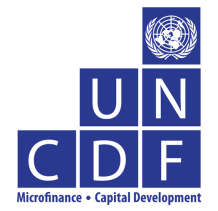 UN
CDF
Microfinance • Capital Development